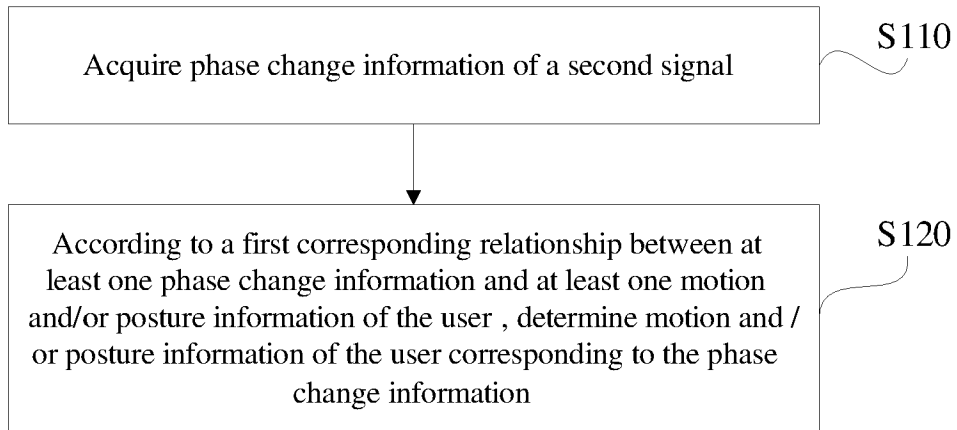 Acquire phase change information of a second signal
S110
According to a first corresponding relationship between at
least one phase change information and at least one motion
and/or posture information of the user , determine motion and /
or posture information of the user corresponding to the phase
change information
S120